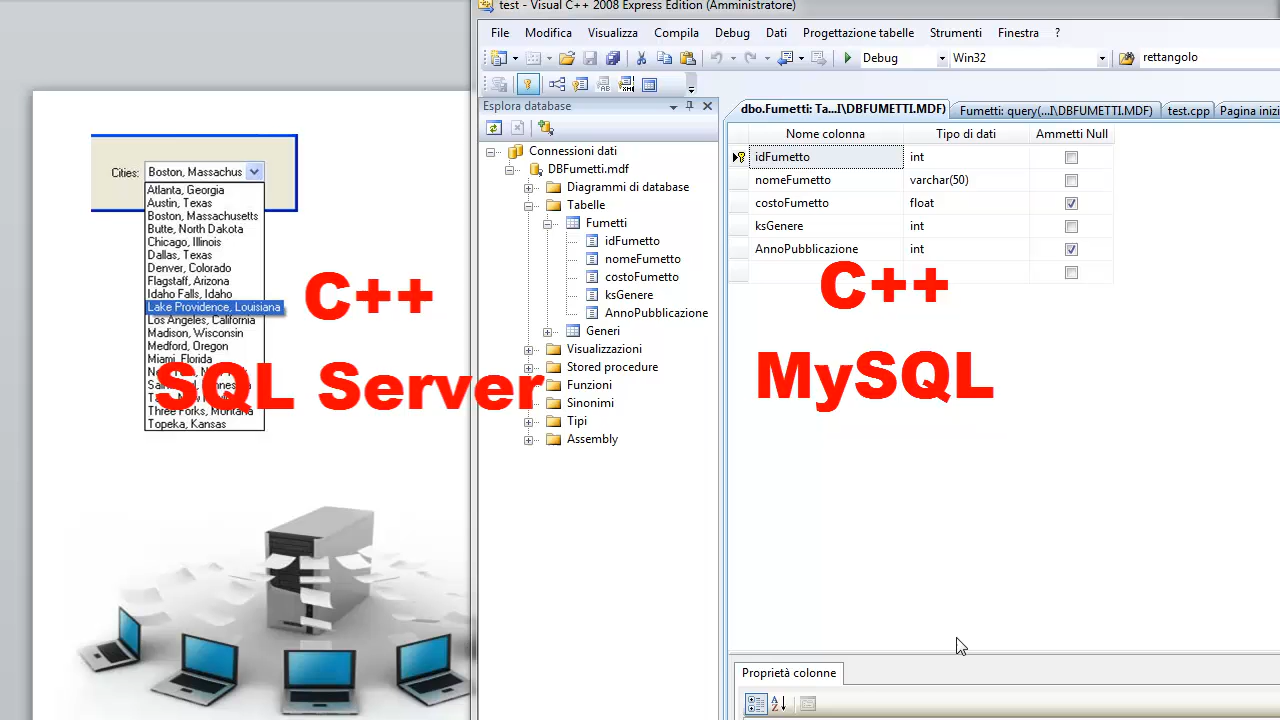 test - Visual C++ 2008 Express Edition (Amministratore)
File Modifica Visualizza Compila Debug Dati Progettazione tabelle Strumenti Finestra ?
Debug Win32 rettangolo
Esplora database
Connessioni dati
DBFumetti.mdf
Diagrammi di database
Tabelle
Fumetti
idFumetto
nomeFumetto
costoFumetto
ksGenere
AnnoPubblicazione
Generi
Visualizzazioni
Stored procedure
Funzioni
Sinonimi
Tipi
Assembly
dbo.Fumetti: Ta...I\DBFUMETTI.MDF) Fumetti: query(...I\DBFUMETTI.MDF) test.cpp Pagina inizi
Nome colonna Tipo di dati Ammetti Null
idFumetto int
nomeFumetto varchar(50)
costoFumetto float
ksGenere int
AnnoPubblicazione int
Proprietà colonne
Cities: Boston, Massachus
Atlanta, Georgia
Austin, Texas
Boston, Massachusetts
Butte, North Dakota
Chicago, Illinois
Dallas, Texas
Denver, Colorado
Flagstaff, Arizona
Idaho Falls, Idaho
Lake Providence, Louisiana
Los Angeles, California
Madison, Wisconsin
Medford, Oregon
Miami, Florida
Three Forks, Montana
Topeka, Kansas
C++
SQL Server
C++
MySQL